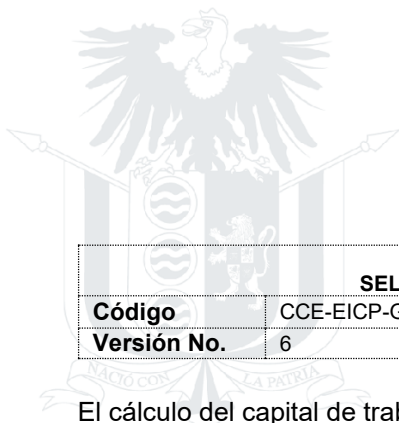 SEL
Código CCE-EICP-G
Versión No. 6
NACIÓ CON LA PATRIA
El cálculo del capital de trab